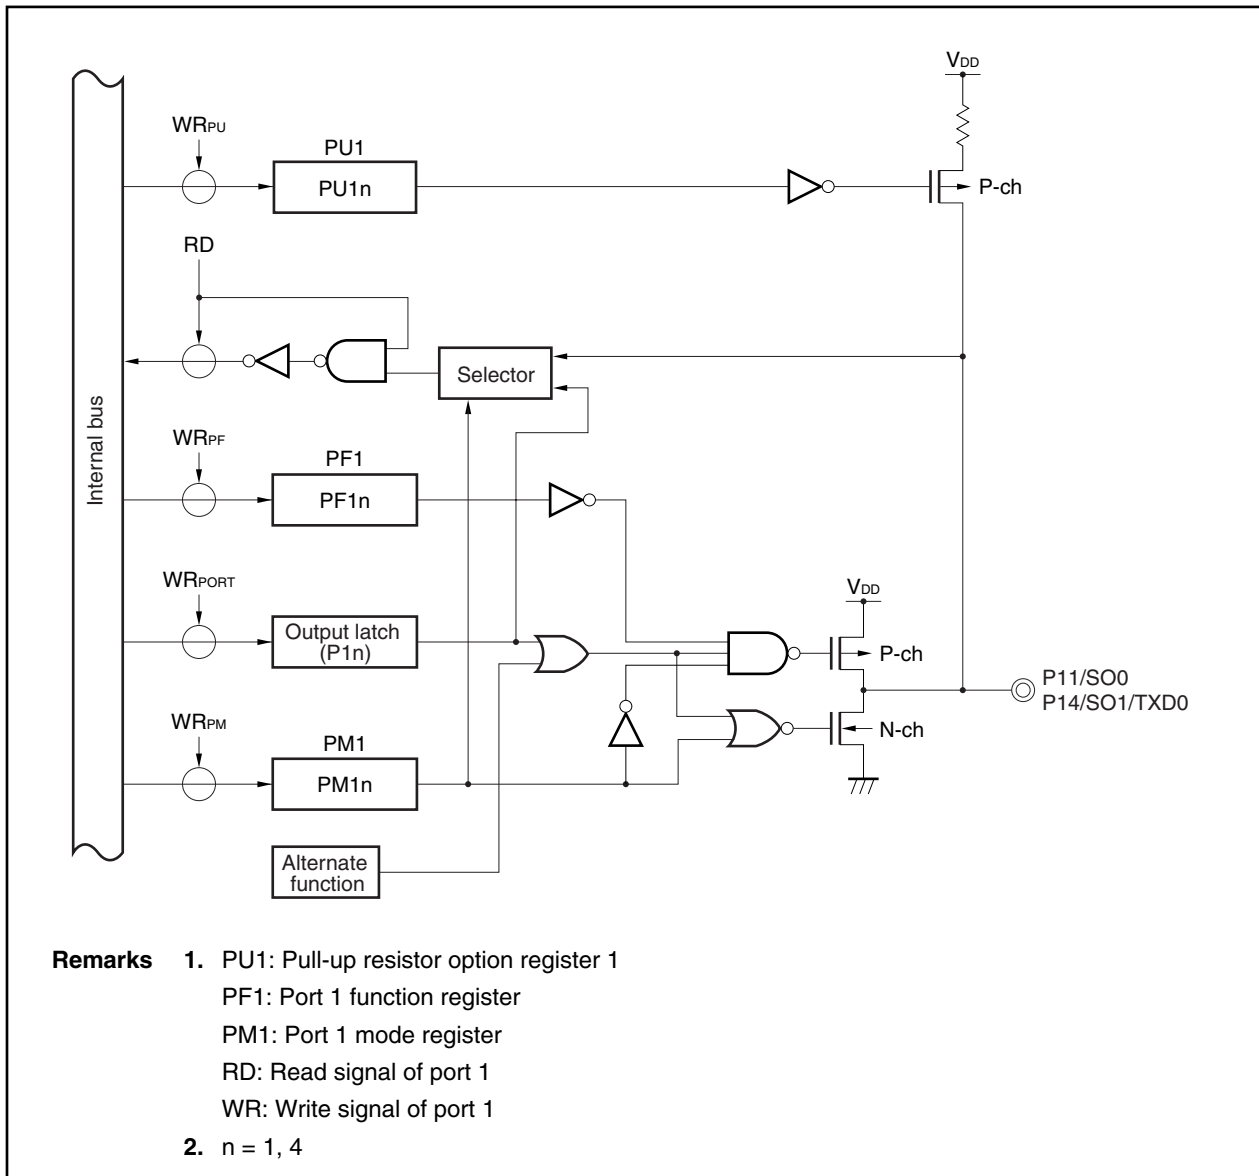 VDD
WRPU
PU1
PU1n
P-ch
RD
Selector
Internal bus
WRPF
PF1
PF1n
WRPORT
Output latch
(P1n)
VDD
P-ch
P11/SO0
P14/SO1/TXD0
WRPM
PM1
PM1n
N-ch
Alternate
function
Remarks 1. PU1: Pull-up resistor option register 1
PF1: Port 1 function register
PM1: Port 1 mode register
RD: Read signal of port 1
WR: Write signal of port 1
2. n = 1, 4